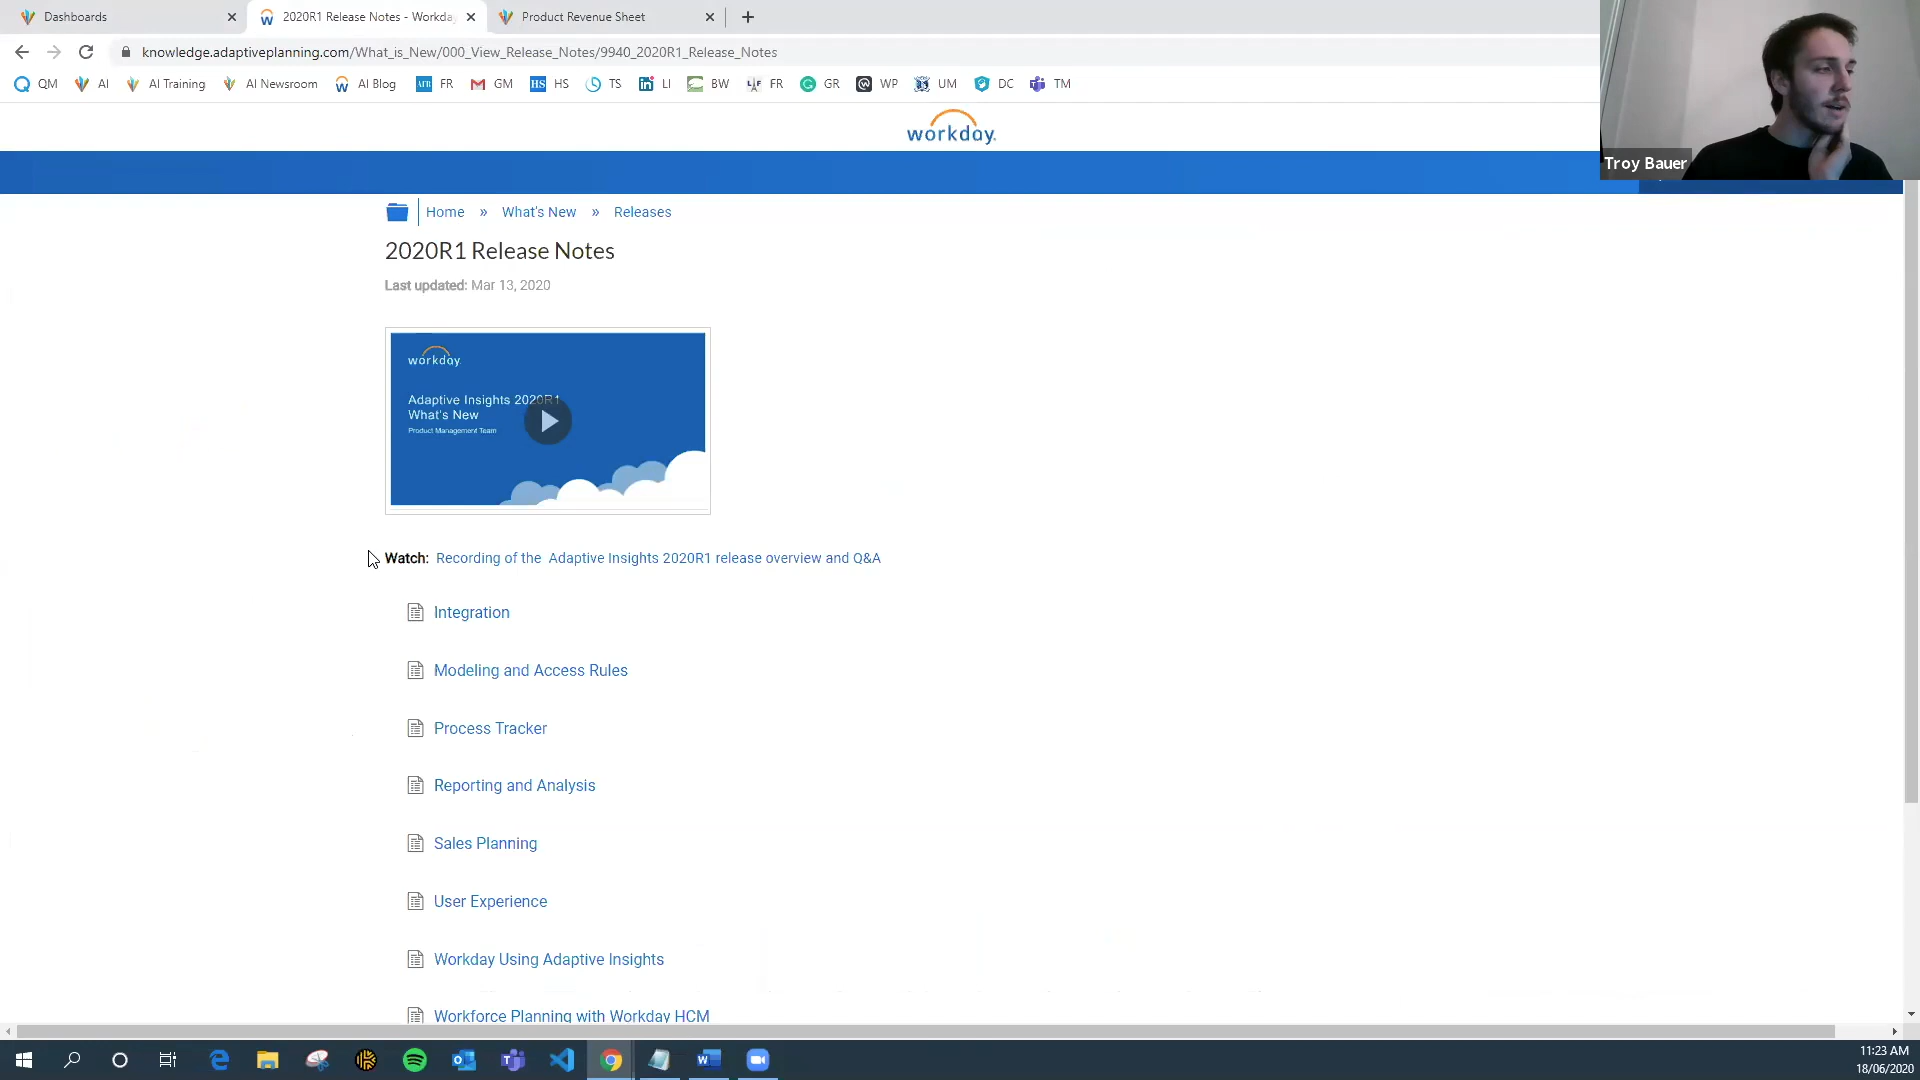 Dashboards
2020R1 Release Notes - Workda
Product Revenue Sheet
knowledge.adaptiveplanning.com/What_is_New/000_View_Release_Notes/9940_2020R1_Release_Notes
QM AI AI Training AI Newsroom AI Blog AFR FR GM HS HS TS LI BW FR GR WP UM DC TM
workday.
Troy Bauer
Home » What's New » Releases
2020R1 Release Notes
Last updated: Mar 13, 2020
workday.
Adaptive Insights 2020R1
What's New
Product Management Team
Watch: Recording of the Adaptive Insights 2020R1 release overview and Q&A
Integration
Modeling and Access Rules
Process Tracker
Reporting and Analysis
Sales Planning
User Experience
Workday Using Adaptive Insights
Workforce Planning with Workday HCM
11:23 AM
18/06/2020